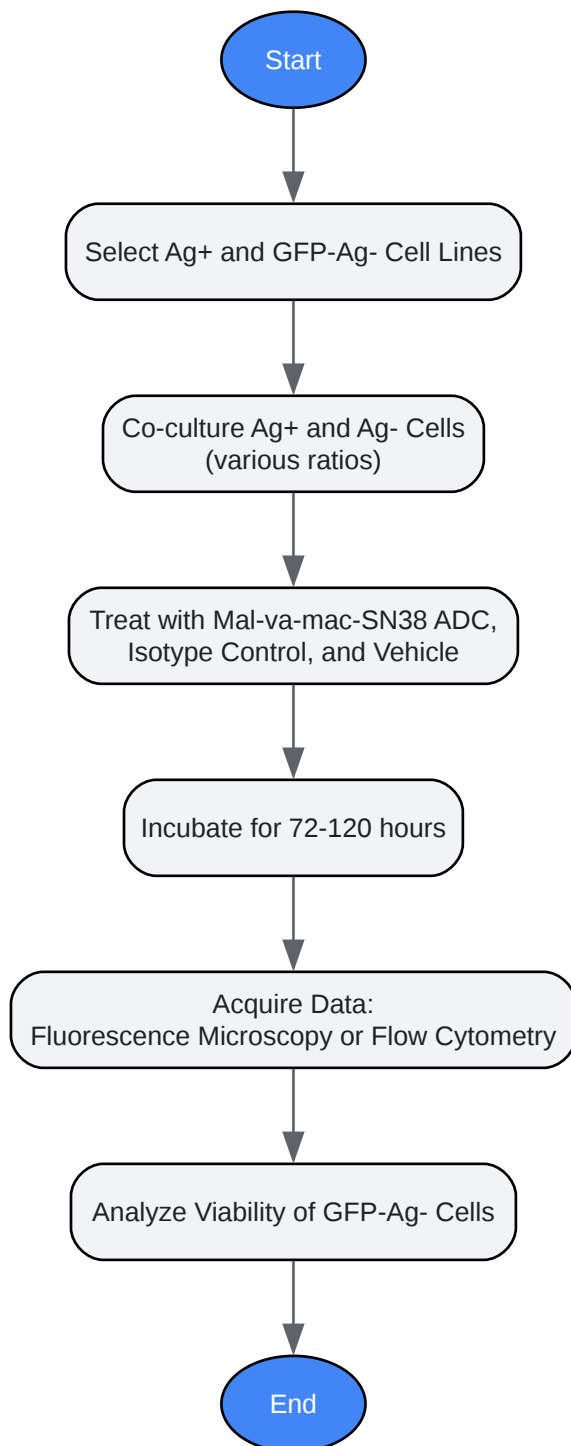 Start
Select Ag+ and GFP-Ag- Cell Lines
Co-culture Ag+ and Ag- Cells
(various ratios)
Treat with Mal-va-mac-SN38 ADC,
Isotype Control, and Vehicle
Incubate for 72-120 hours
Acquire Data:
Fluorescence Microscopy or Flow Cytometry
Analyze Viability of GFP-Ag- Cells
End